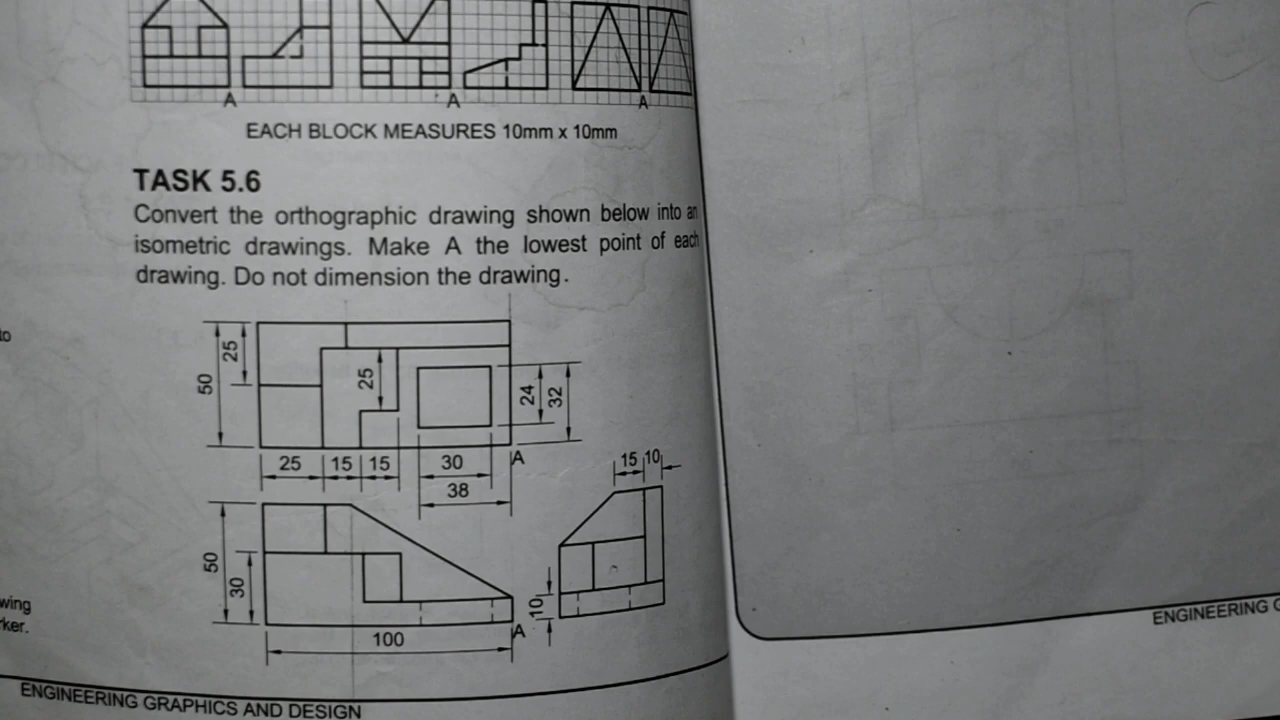 A A A
EACH BLOCK MEASURES 10mm x 10mm
TASK 5.6
Convert the orthographic drawing shown below into an
isometric drawings. Make A the lowest point of each
drawing. Do not dimension the drawing.
to
50
25
25
24
32
25 15 15 30 A
38
15 10
50
30
10
100
A
wing
rker.
ENGINEERING GRAPHICS AND DESIGN
ENGINEERING G